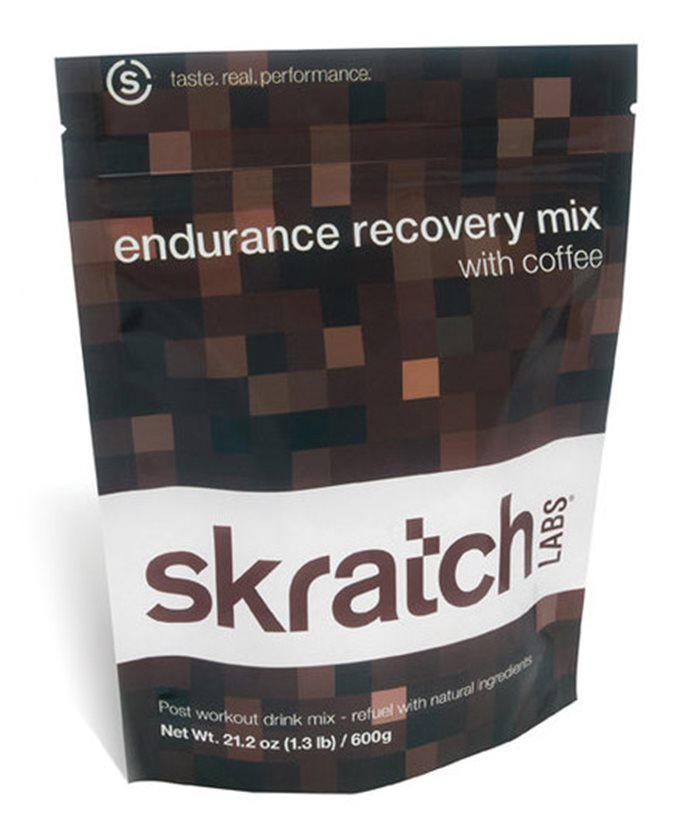 S taste.real.performance.
endurance recovery mix
with coffee
skratch LABS®
Post workout drink mix - refuel with natural ingredients
Net Wt. 21.2 oz (1.3 lb) / 600g